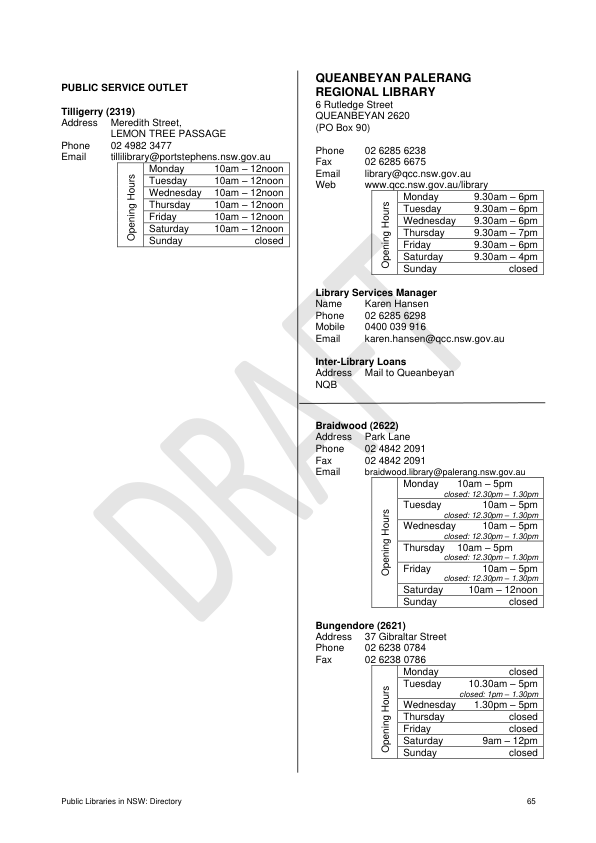 PUBLIC SERVICE OUTLET
Tilligerry (2319)
Address Meredith Street,
LEMON TREE PASSAGE
Phone 02 4982 3477
Email tillilibrary@portstephens.nsw.gov.au
Opening Hours
Monday 10am – 12noon
Tuesday 10am – 12noon
Wednesday 10am – 12noon
Thursday 10am – 12noon
Friday 10am – 12noon
Saturday 10am – 12noon
Sunday closed
QUEANBEYAN PALERANG
REGIONAL LIBRARY
6 Rutledge Street
QUEANBEYAN 2620
(PO Box 90)
Phone 02 6285 6238
Fax 02 6285 6675
Email library@qcc.nsw.gov.au
Web www.qcc.nsw.gov.au/library
Opening Hours
Monday 9.30am – 6pm
Tuesday 9.30am – 6pm
Wednesday 9.30am – 6pm
Thursday 9.30am – 7pm
Friday 9.30am – 6pm
Saturday 9.30am – 4pm
Sunday closed
Library Services Manager
Name Karen Hansen
Phone 02 6285 6298
Mobile 0400 039 916
Email karen.hansen@qcc.nsw.gov.au
Inter-Library Loans
Address Mail to Queanbeyan
NQB
Braidwood (2622)
Address Park Lane
Phone 02 4842 2091
Fax 02 4842 2091
Email braidwood.library@palerang.nsw.gov.au
Opening Hours
Monday 10am – 5pm
closed: 12.30pm – 1.30pm
Tuesday 10am – 5pm
closed: 12.30pm – 1.30pm
Wednesday 10am – 5pm
closed: 12.30pm – 1.30pm
Thursday 10am – 5pm
closed: 12.30pm – 1.30pm
Friday 10am – 5pm
closed: 12.30pm – 1.30pm
Saturday 10am – 12noon
Sunday closed
Bungendore (2621)
Address 37 Gibraltar Street
Phone 02 6238 0784
Fax 02 6238 0786
Opening Hours
Monday closed
Tuesday 10.30am – 5pm
closed: 1pm – 1.30pm
Wednesday 1.30pm – 5pm
Thursday closed
Friday closed
Saturday 9am – 12pm
Sunday closed
DRAFT
Public Libraries in NSW: Directory 65